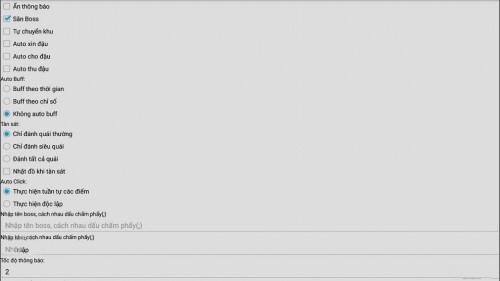 Ẩn thông báo
Săn Boss
Tự chuyển khu
Auto xin đậu
Auto cho đậu
Auto thu đậu
Auto Buff:
Buff theo thời gian
Buff theo chỉ số
Không auto buff
Tàn sát:
Chỉ đánh quái thường
Chỉ đánh siêu quái
Đánh tất cả quái
Nhặt đồ khi tàn sát
Auto Click:
Thực hiện tuần tự các điểm
Thực hiện độc lập
Nhập tên boss, cách nhau dấu chấm phẩy(;)
Nhập tên boss, cách nhau dấu chấm phẩy(;)
Nhập khu, cách nhau dấu chấm phẩy(;)
Tốc độ thông báo:
2